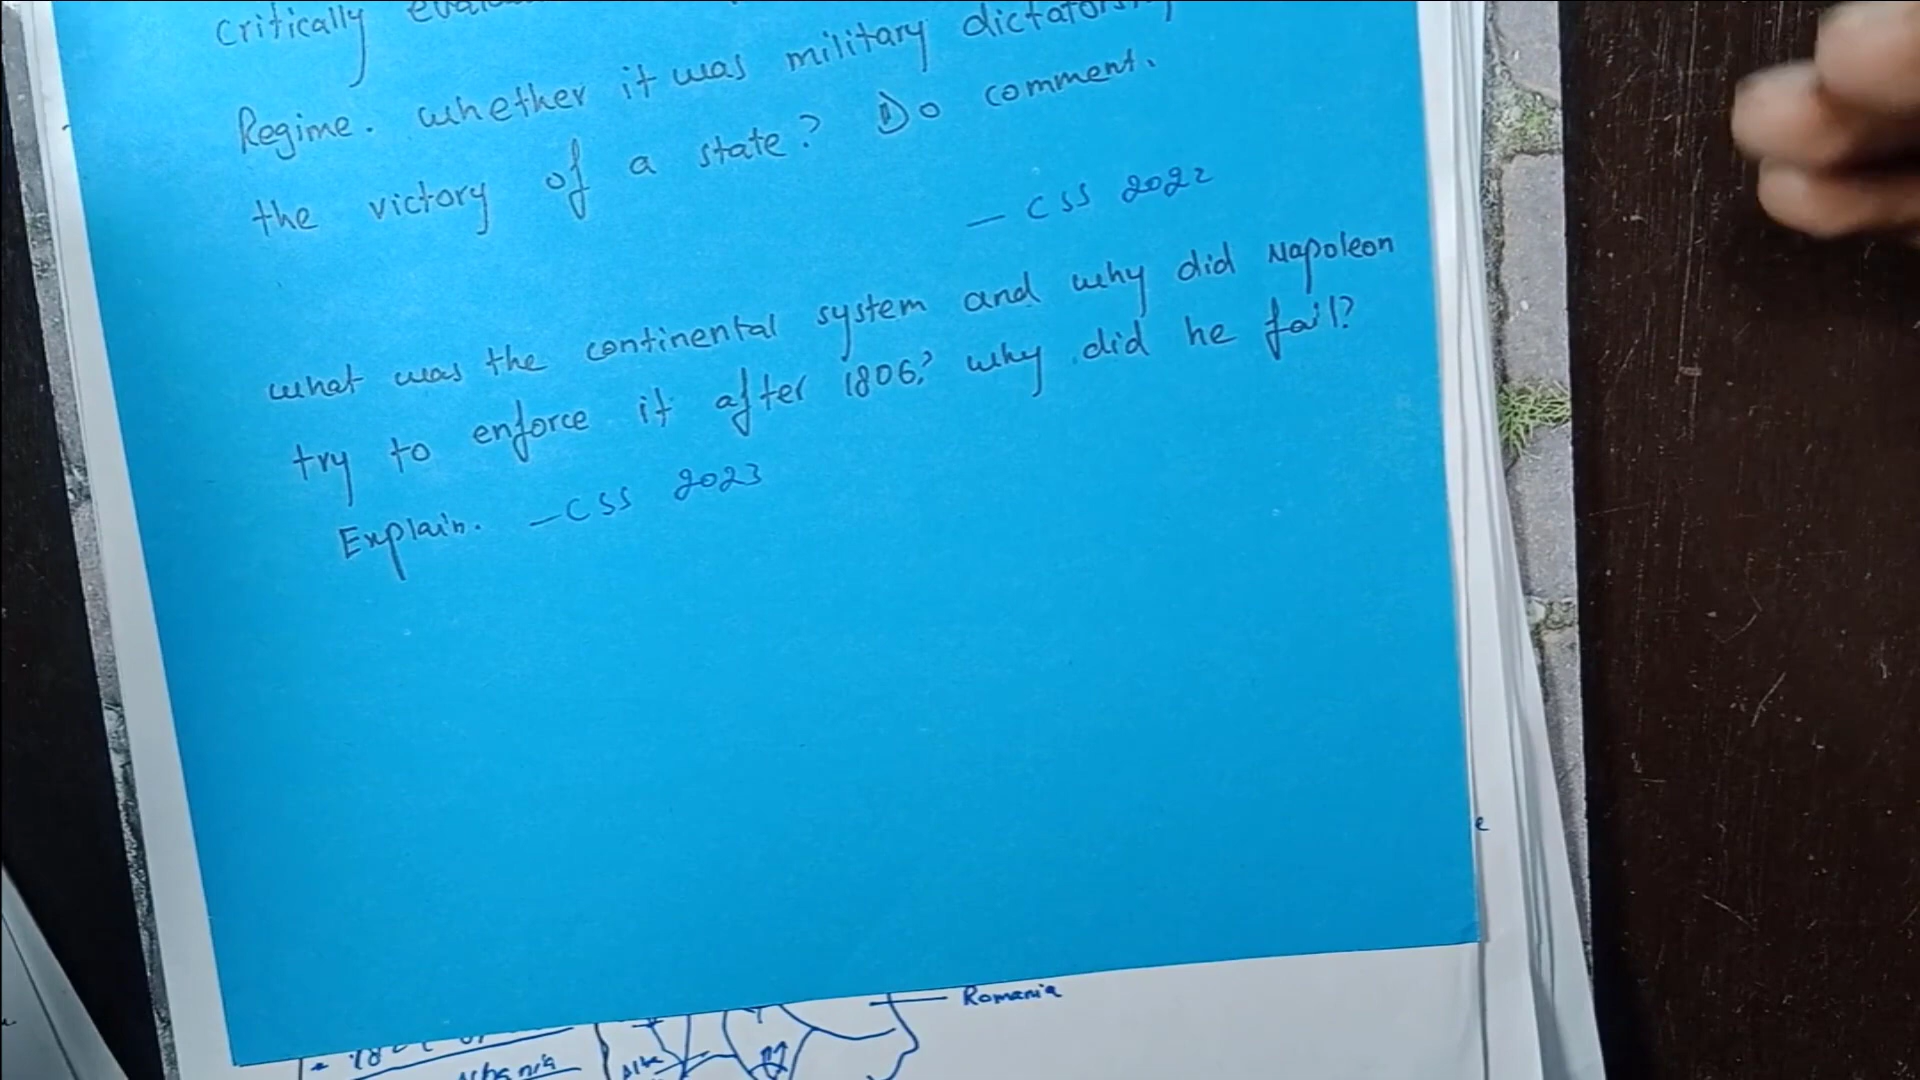 critically
Regime. whether it was military
the victory of a state? Do comment.
— CSS 2022
what was the continental system and why did Napoleon
try to enforce it after 1806? why did he fail?
Explain. — CSS 2023
e
Romania